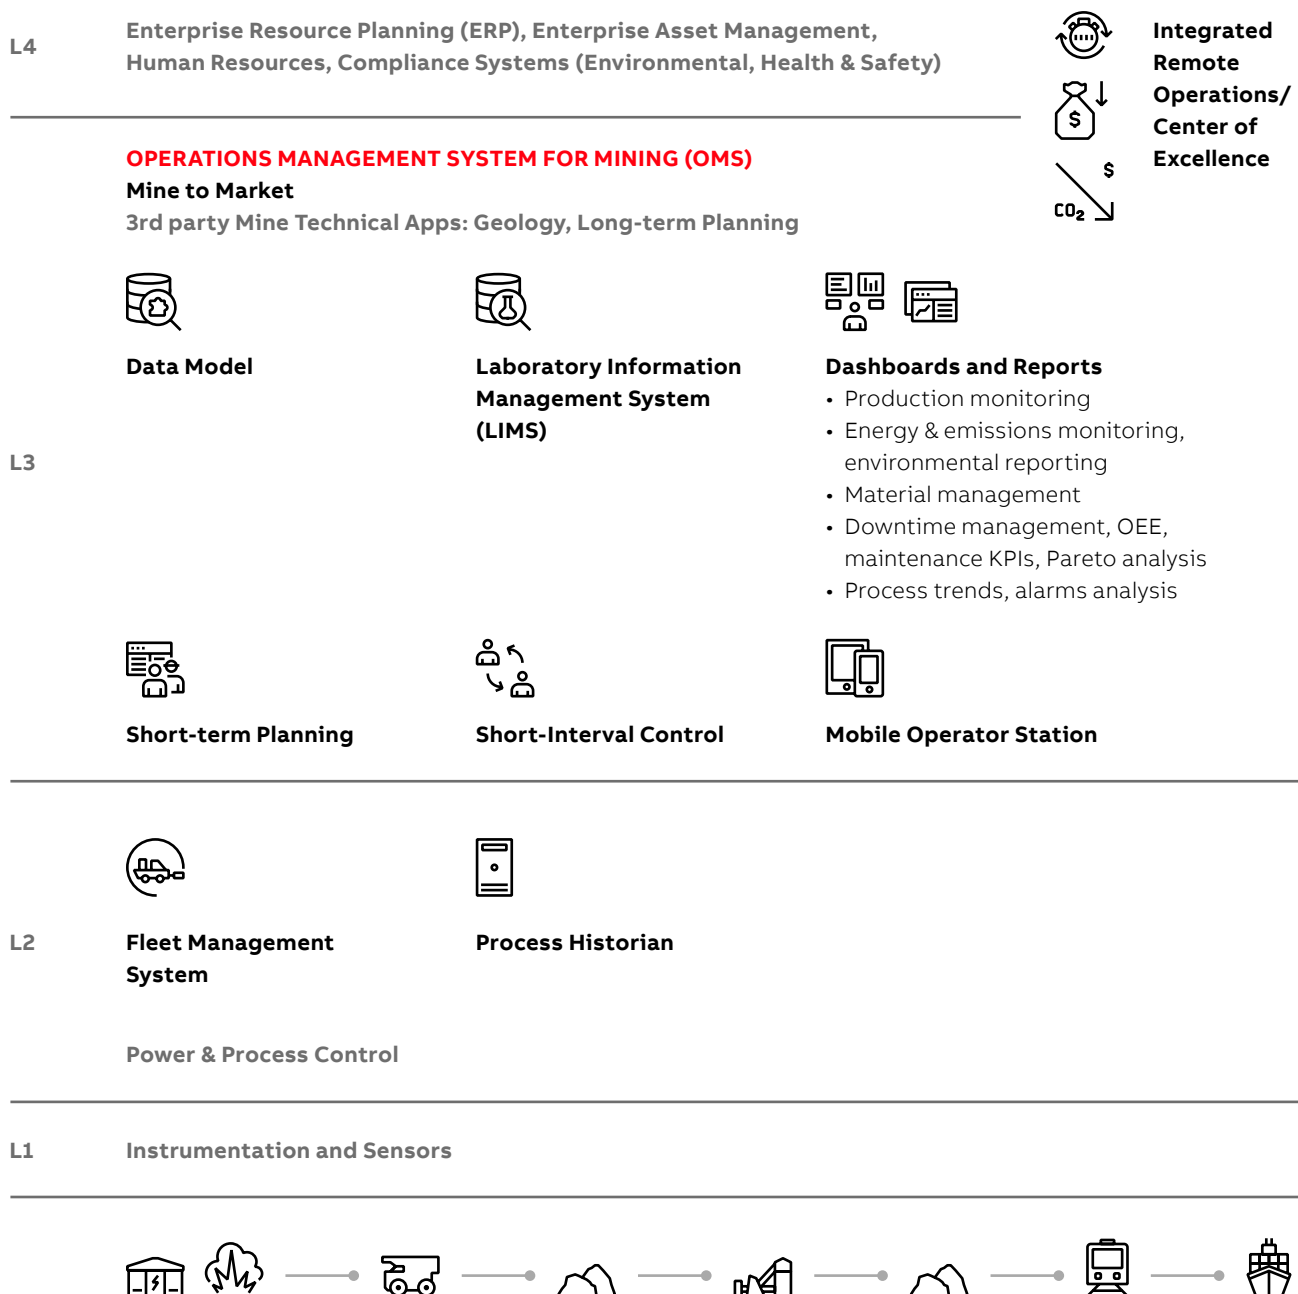 L4
Enterprise Resource Planning (ERP), Enterprise Asset Management,
Human Resources, Compliance Systems (Environmental, Health & Safety)
Integrated
Remote
Operations/
Center of
Excellence
$
$
CO₂
OPERATIONS MANAGEMENT SYSTEM FOR MINING (OMS)
Mine to Market
3rd party Mine Technical Apps: Geology, Long-term Planning
L3
Data Model
Laboratory Information
Management System
(LIMS)
Dashboards and Reports
• Production monitoring
• Energy & emissions monitoring,
environmental reporting
• Material management
• Downtime management, OEE,
maintenance KPIs, Pareto analysis
• Process trends, alarms analysis
Short-term Planning
Short-Interval Control
Mobile Operator Station
L2
Fleet Management
System
Process Historian
Power & Process Control
L1
Instrumentation and Sensors